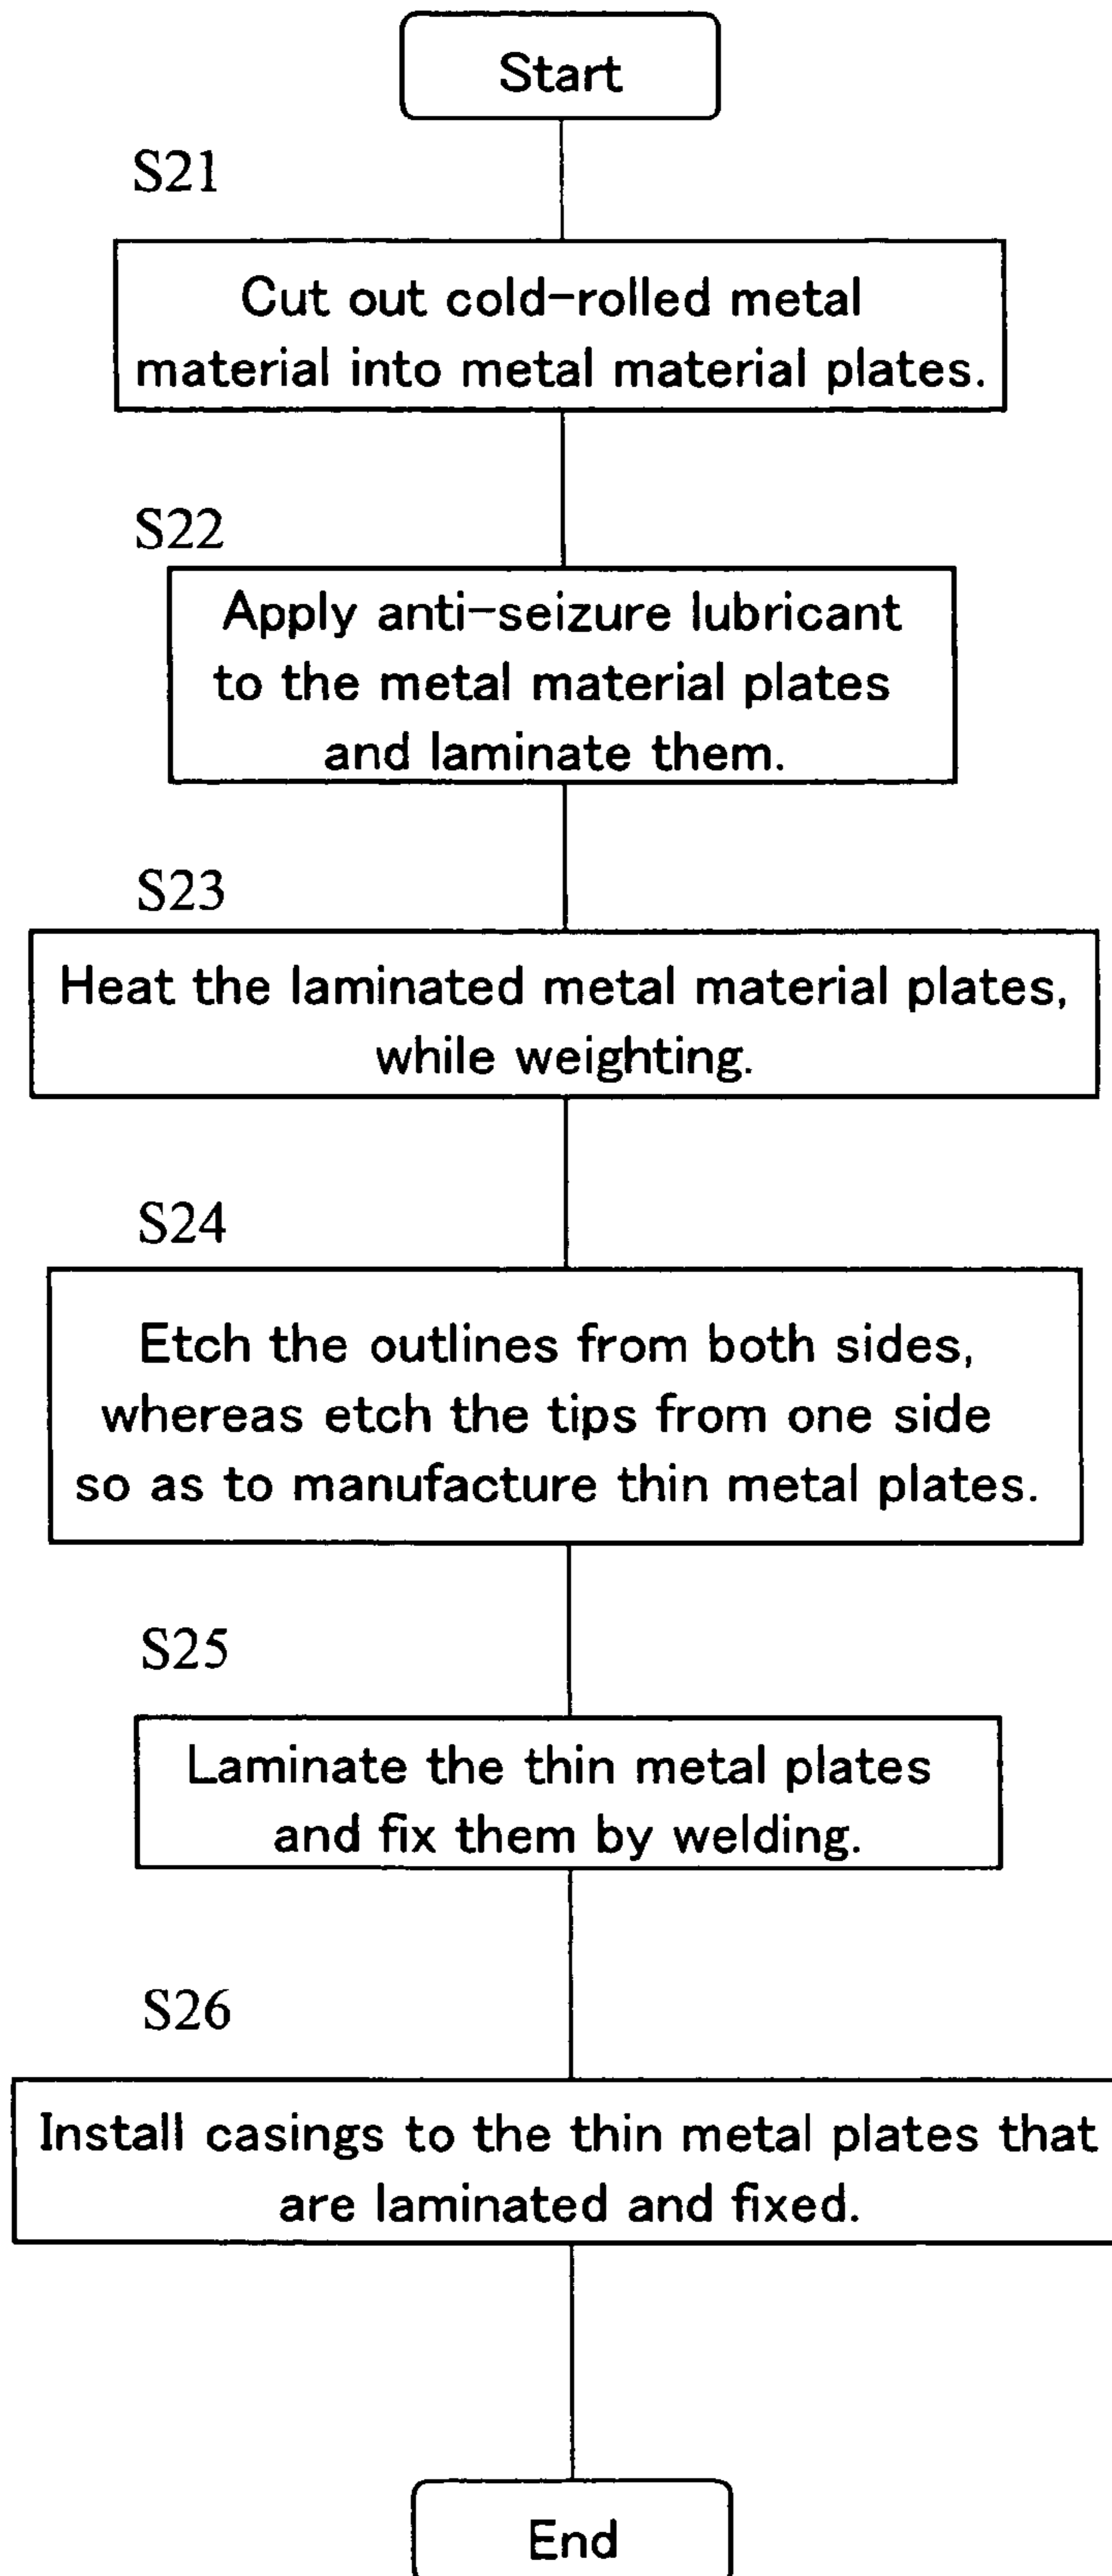 Start
S21
Cut out cold-rolled metal
material into metal material plates.
S22
Apply anti-seizure lubricant
to the metal material plates
and laminate them.
S23
Heat the laminated metal material plates,
while weighting.
S24
Etch the outlines from both sides,
whereas etch the tips from one side
so as to manufacture thin metal plates.
S25
Laminate the thin metal plates
and fix them by welding.
S26
Install casings to the thin metal plates that
are laminated and fixed.
End